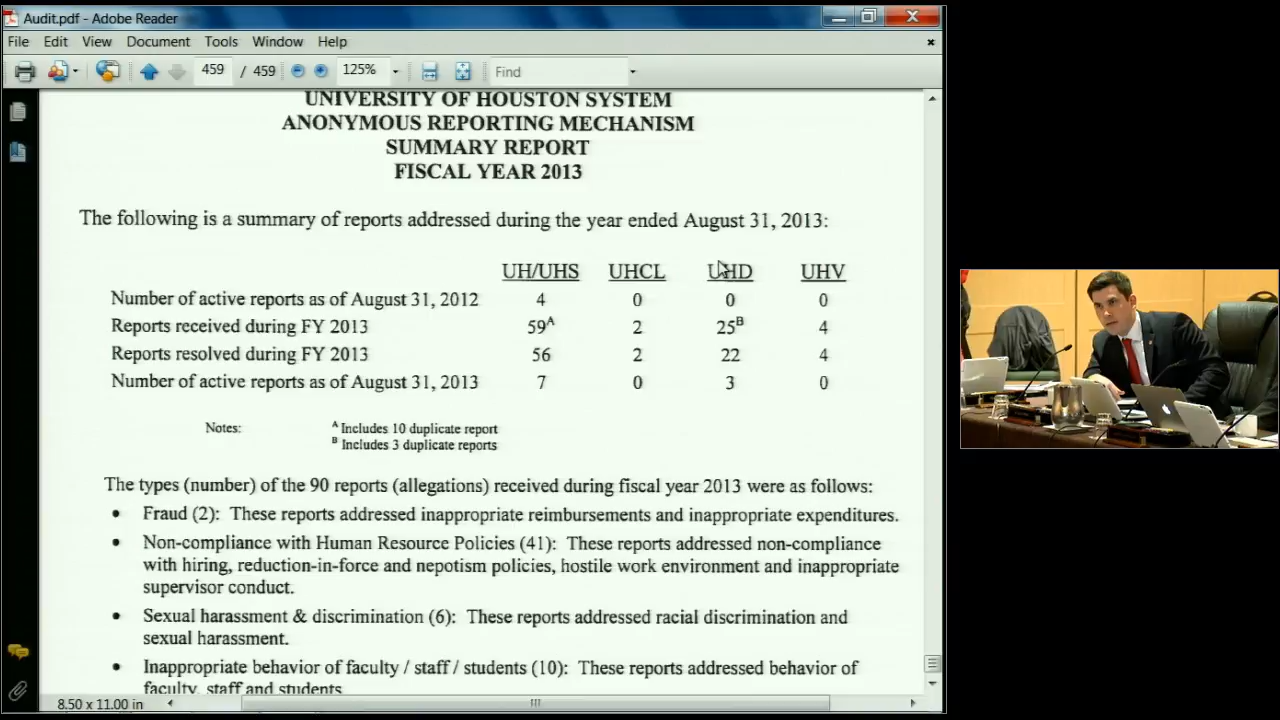 Audit.pdf - Adobe Reader
File Edit View Document Tools Window Help
459 / 459 125% Find
UNIVERSITY OF HOUSTON SYSTEM
ANONYMOUS REPORTING MECHANISM
SUMMARY REPORT
FISCAL YEAR 2013
The following is a summary of reports addressed during the year ended August 31, 2013:
UH/UHS UHCL UHD UHV
Number of active reports as of August 31, 2012 4 0 0 0
Reports received during FY 2013 59A 2 25B 4
Reports resolved during FY 2013 56 2 22 4
Number of active reports as of August 31, 2013 7 0 3 0
Notes: A Includes 10 duplicate report
B Includes 3 duplicate reports
The types (number) of the 90 reports (allegations) received during fiscal year 2013 were as follows:
• Fraud (2): These reports addressed inappropriate reimbursements and inappropriate expenditures.
• Non-compliance with Human Resource Policies (41): These reports addressed non-compliance
with hiring, reduction-in-force and nepotism policies, hostile work environment and inappropriate
supervisor conduct.
• Sexual harassment & discrimination (6): These reports addressed racial discrimination and
sexual harassment.
• Inappropriate behavior of faculty / staff / students (10): These reports addressed behavior of
faculty, staff and students
8.50 x 11.00 in